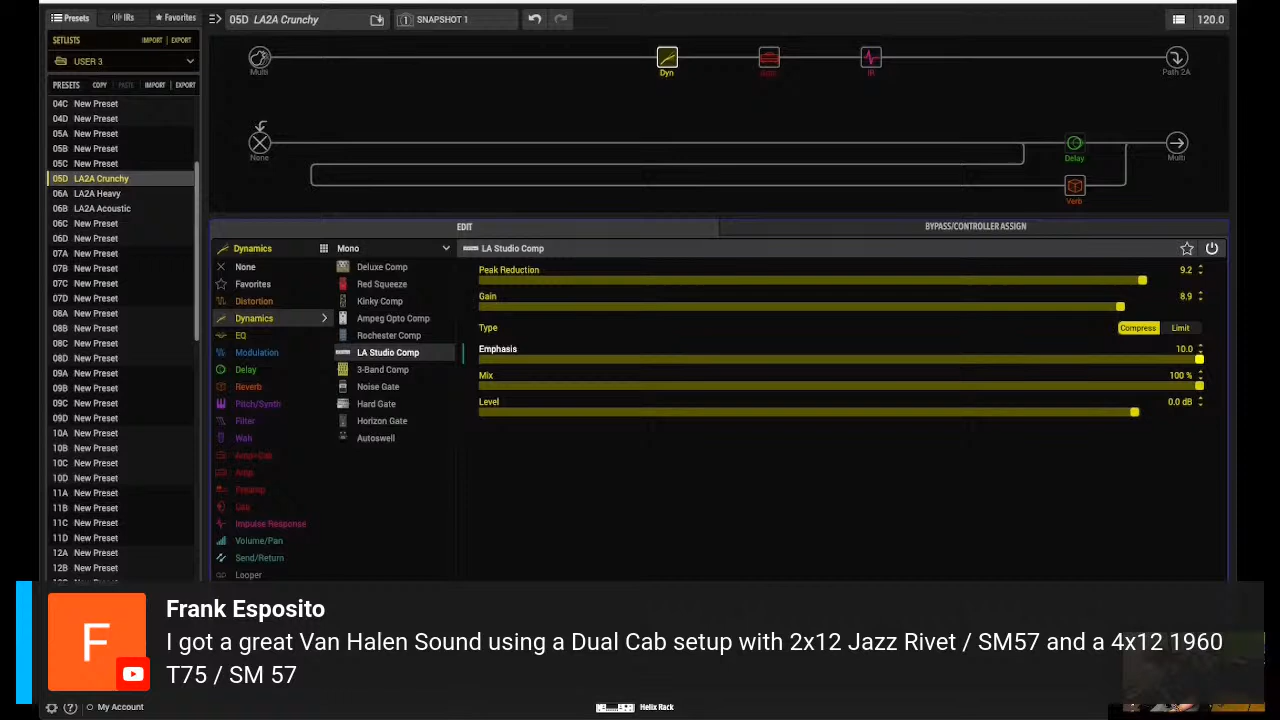 Presets IRs Favorites
05D LA2A Crunchy
SNAPSHOT 1
120.0
SETLISTS IMPORT EXPORT
USER 3
PRESETS COPY PASTE IMPORT EXPORT
04C New Preset
04D New Preset
05A New Preset
05B New Preset
05C New Preset
05D LA2A Crunchy
06A LA2A Heavy
06B LA2A Acoustic
06C New Preset
06D New Preset
07A New Preset
07B New Preset
07C New Preset
07D New Preset
08A New Preset
08B New Preset
08C New Preset
08D New Preset
09A New Preset
09B New Preset
09C New Preset
09D New Preset
10A New Preset
10B New Preset
10C New Preset
10D New Preset
11A New Preset
11B New Preset
11C New Preset
11D New Preset
12A New Preset
12B New Preset
Multi
Dyn
Amp
IR
Path 2A
None
Delay
Multi
Verb
EDIT
BYPASS/CONTROLLER ASSIGN
Dynamics
Mono
LA Studio Comp
None
Favorites
Distortion
Dynamics
EQ
Modulation
Delay
Reverb
Pitch/Synth
Filter
Wah
Amp+Cab
Amp
Preamp
Cab
Impulse Response
Volume/Pan
Send/Return
Looper
Deluxe Comp
Red Squeeze
Kinky Comp
Ampeg Opto Comp
Rochester Comp
LA Studio Comp
3-Band Comp
Noise Gate
Hard Gate
Horizon Gate
Autoswell
Peak Reduction 9.2
Gain 8.9
Type Compress Limit
Emphasis 10.0
Mix 100 %
Level 0.0 dB
F
Frank Esposito
I got a great Van Halen Sound using a Dual Cab setup with 2x12 Jazz Rivet / SM57 and a 4x12 1960
T75 / SM 57
? My Account
Helix Rack